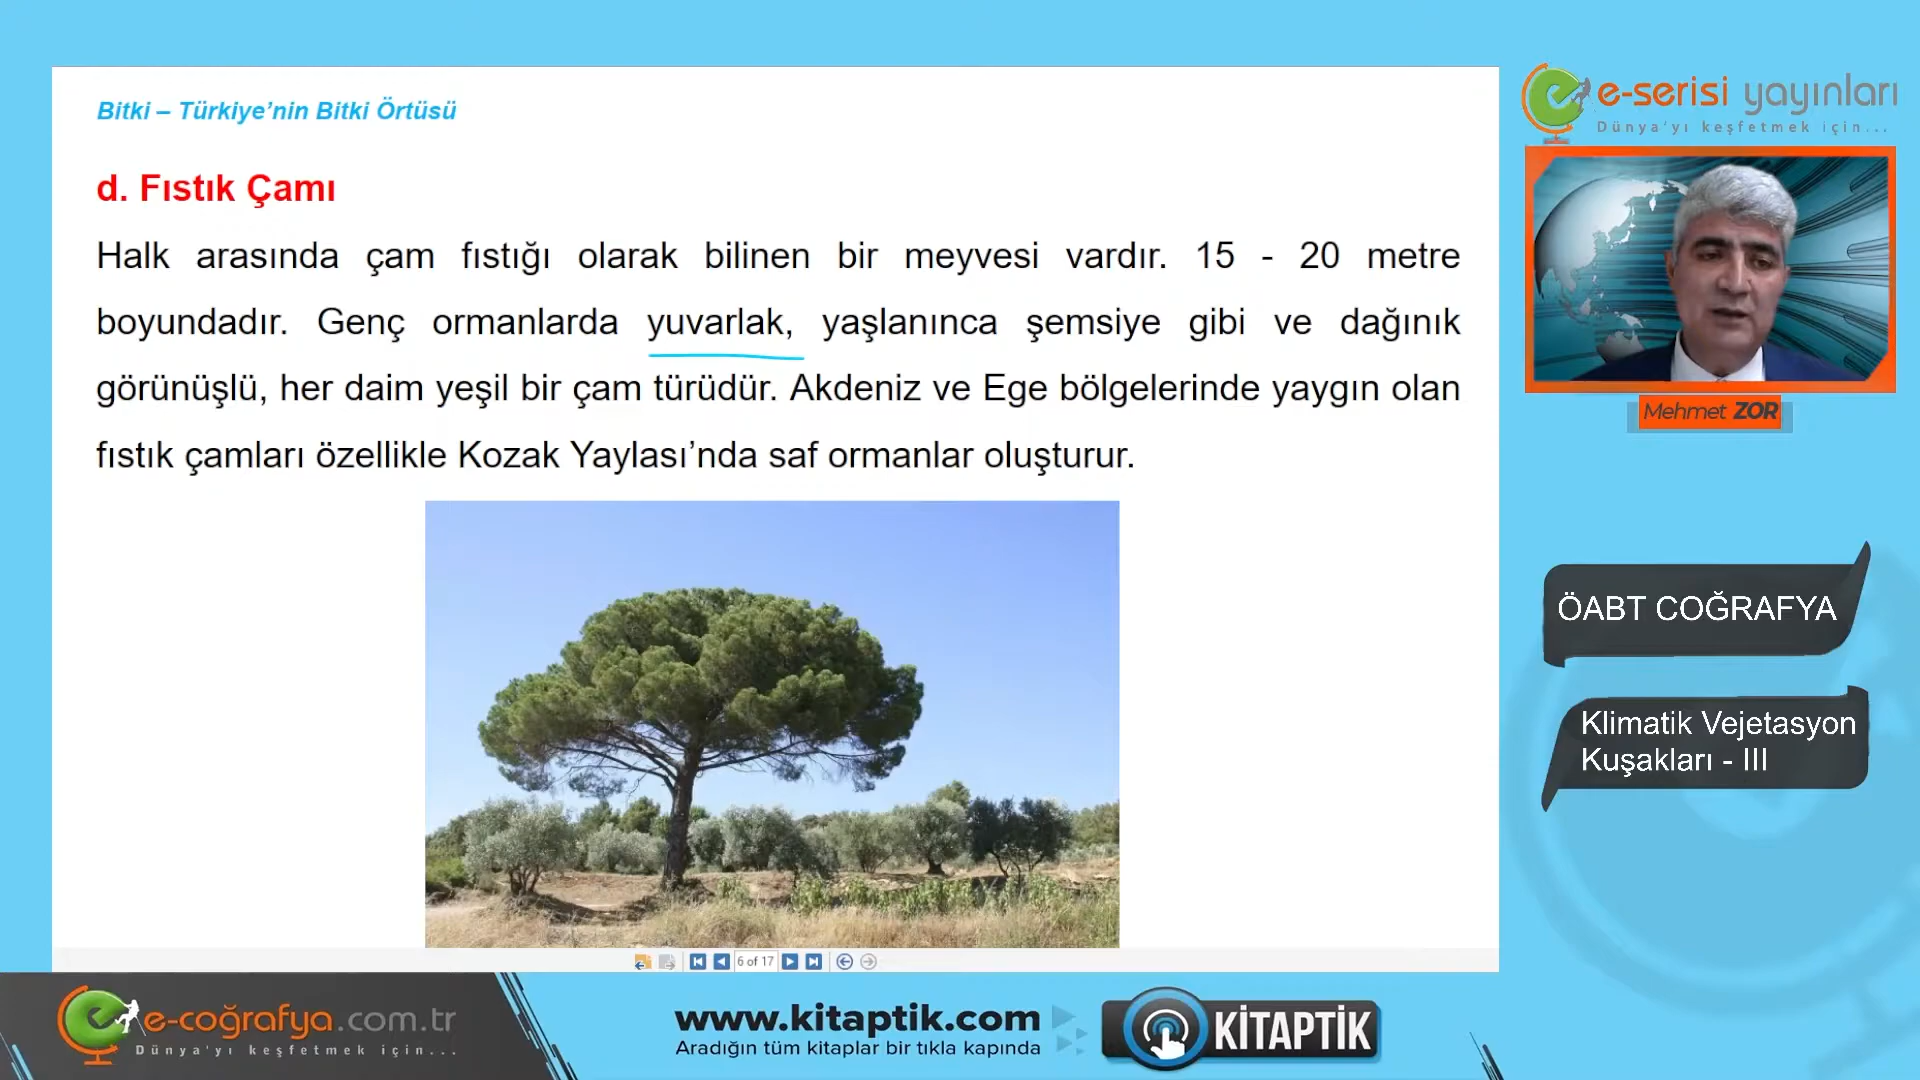 Bitki – Türkiye’nin Bitki Örtüsü
d. Fıstık Çamı
Halk arasında çam fıstığı olarak bilinen bir meyvesi vardır. 15 - 20 metre
boyundadır. Genç ormanlarda yuvarlak, yaşlanınca şemsiye gibi ve dağınık
görünüşlü, her daim yeşil bir çam türüdür. Akdeniz ve Ege bölgelerinde yaygın olan
fıstık çamları özellikle Kozak Yaylası’nda saf ormanlar oluşturur.
6 of 17
e-serisi yayınları
Dünya'yı keşfetmek için...
Mehmet ZOR
ÖABT COĞRAFYA
Klimatik Vejetasyon
Kuşakları - III
e-coğrafya.com.tr
Dünya'yı keşfetmek için...
www.kitaptik.com
Aradığın tüm kitaplar bir tıkla kapında
KİTAPTIK